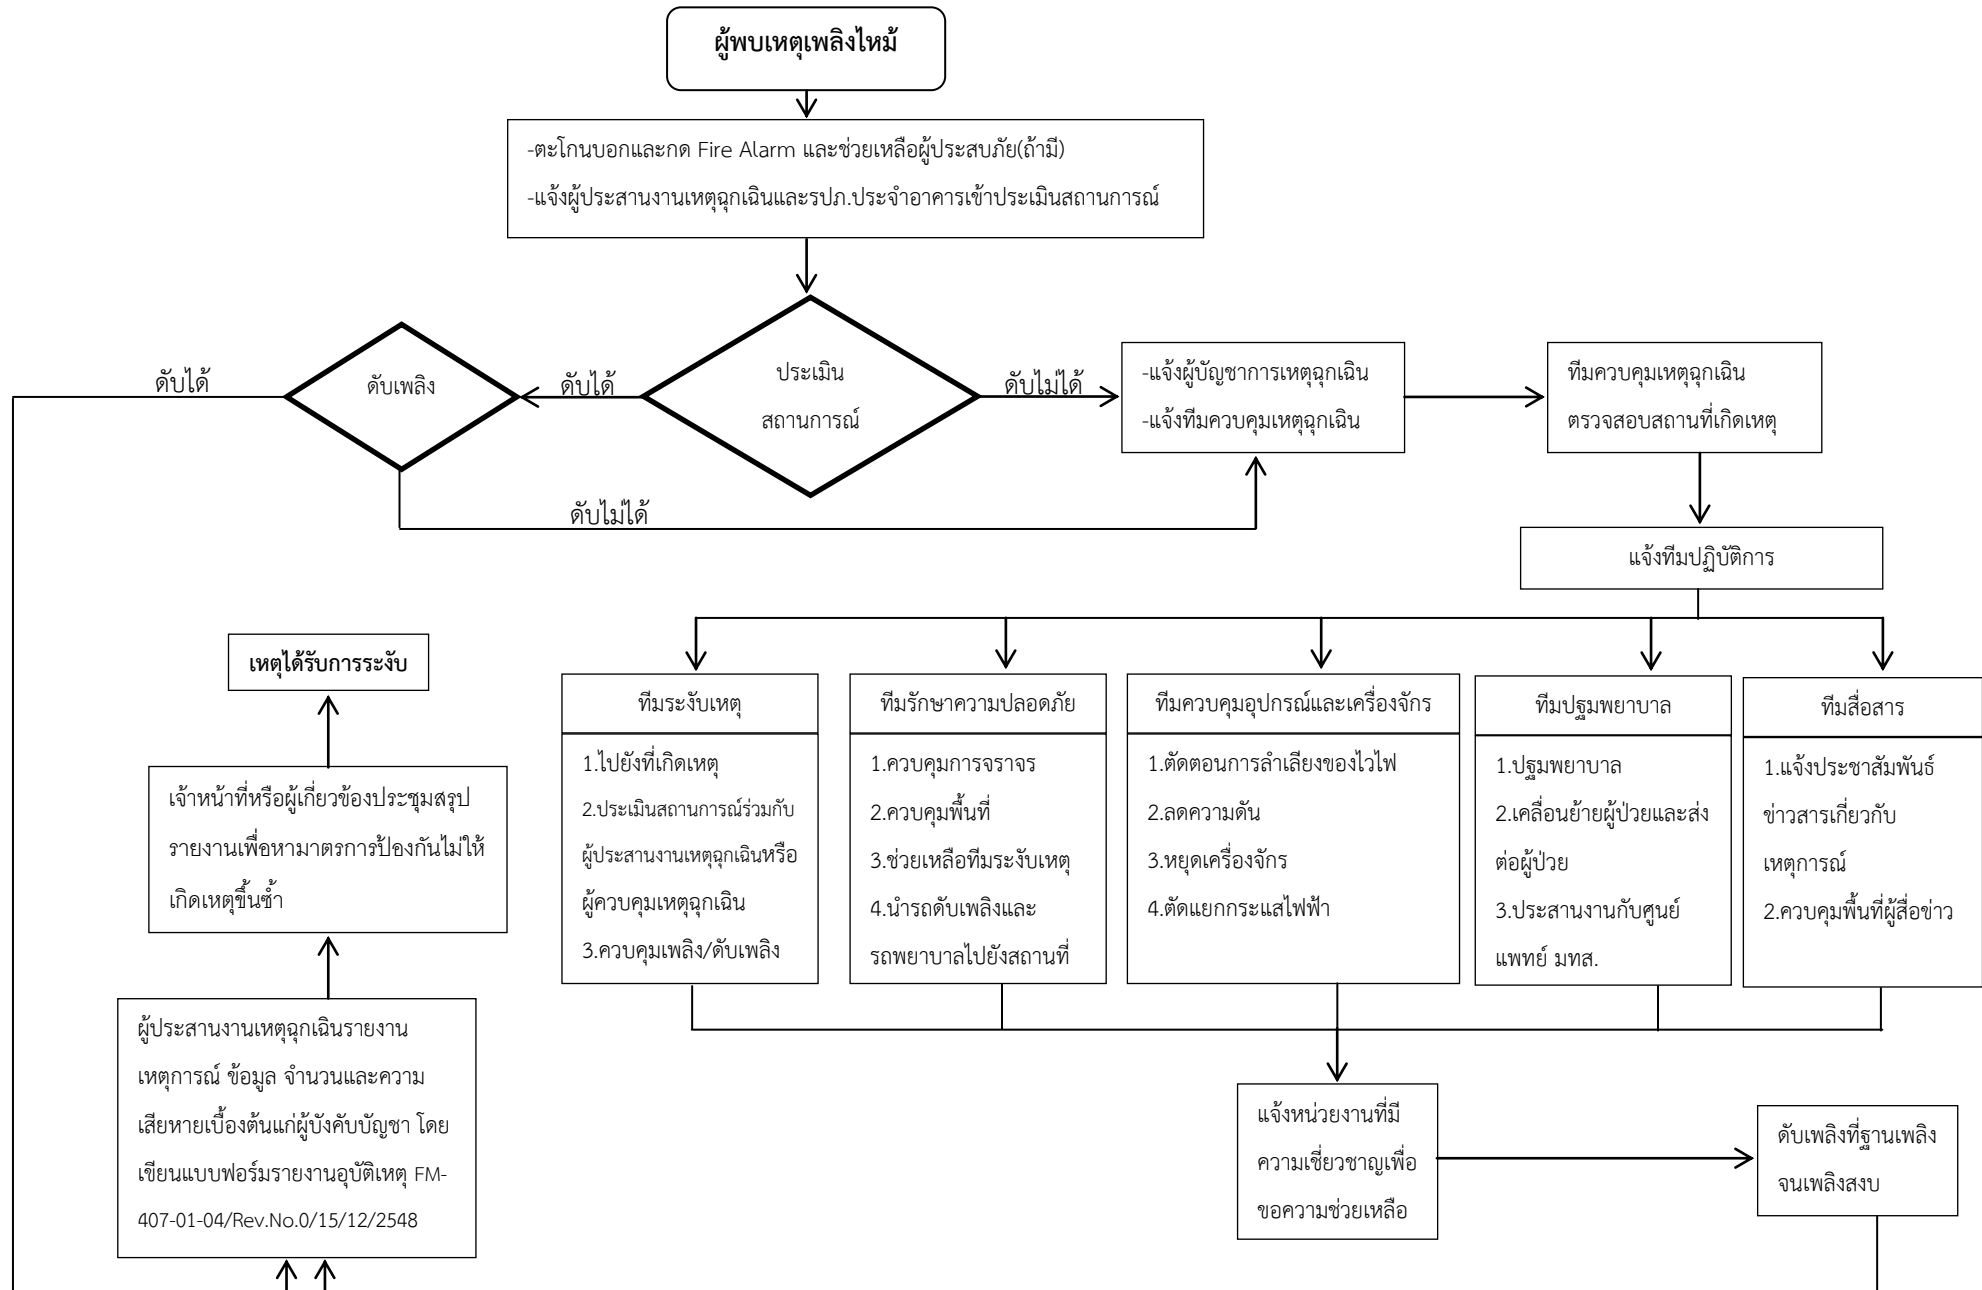 ผู้พบเหตุเพลิงไหม้
-ตะโกนบอกและกด Fire Alarm และช่วยเหลือผู้ประสบภัย(ถ้ามี)
-แจ้งผู้ประสานงานเหตุฉุกเฉินและรปภ.ประจำอาคารเข้าประเมินสถานการณ์
ดับได้
ดับเพลิง
ดับได้
ประเมิน
สถานการณ์
ดับไม่ได้
-แจ้งผู้บัญชาการเหตุฉุกเฉิน
-แจ้งทีมควบคุมเหตุฉุกเฉิน
ทีมควบคุมเหตุฉุกเฉิน
ตรวจสอบสถานที่เกิดเหตุ
ดับไม่ได้
แจ้งทีมปฏิบัติการ
ทีมระงับเหตุ
1.ไปยังที่เกิดเหตุ
2.ประเมินสถานการณ์ร่วมกับ
ผู้ประสานงานเหตุฉุกเฉินหรือ
ผู้ควบคุมเหตุฉุกเฉิน
3.ควบคุมเพลิง/ดับเพลิง
ทีมรักษาความปลอดภัย
1.ควบคุมการจราจร
2.ควบคุมพื้นที่
3.ช่วยเหลือทีมระงับเหตุ
4.นำรถดับเพลิงและ
รถพยาบาลไปยังสถานที่
ทีมควบคุมอุปกรณ์และเครื่องจักร
1.ตัดตอนการลำเลียงของไวไฟ
2.ลดความดัน
3.หยุดเครื่องจักร
4.ตัดแยกกระแสไฟฟ้า
ทีมปฐมพยาบาล
1.ปฐมพยาบาล
2.เคลื่อนย้ายผู้ป่วยและส่ง
ต่อผู้ป่วย
3.ประสานงานกับศูนย์
แพทย์ มทส.
ทีมสื่อสาร
1.แจ้งประชาสัมพันธ์
ข่าวสารเกี่ยวกับ
เหตุการณ์
2.ควบคุมพื้นที่ผู้สื่อข่าว
แจ้งหน่วยงานที่มี
ความเชี่ยวชาญเพื่อ
ขอความช่วยเหลือ
ดับเพลิงที่ฐานเพลิง
จนเพลิงสงบ
เหตุได้รับการระงับ
เจ้าหน้าที่หรือผู้เกี่ยวข้องประชุมสรุป
รายงานเพื่อหามาตรการป้องกันไม่ให้
เกิดเหตุขึ้นซ้ำ
ผู้ประสานงานเหตุฉุกเฉินรายงาน
เหตุการณ์ ข้อมูล จำนวนและความ
เสียหายเบื้องต้นแก่ผู้บังคับบัญชา โดย
เขียนแบบฟอร์มรายงานอุบัติเหตุ FM-
407-01-04/Rev.No.0/15/12/2548